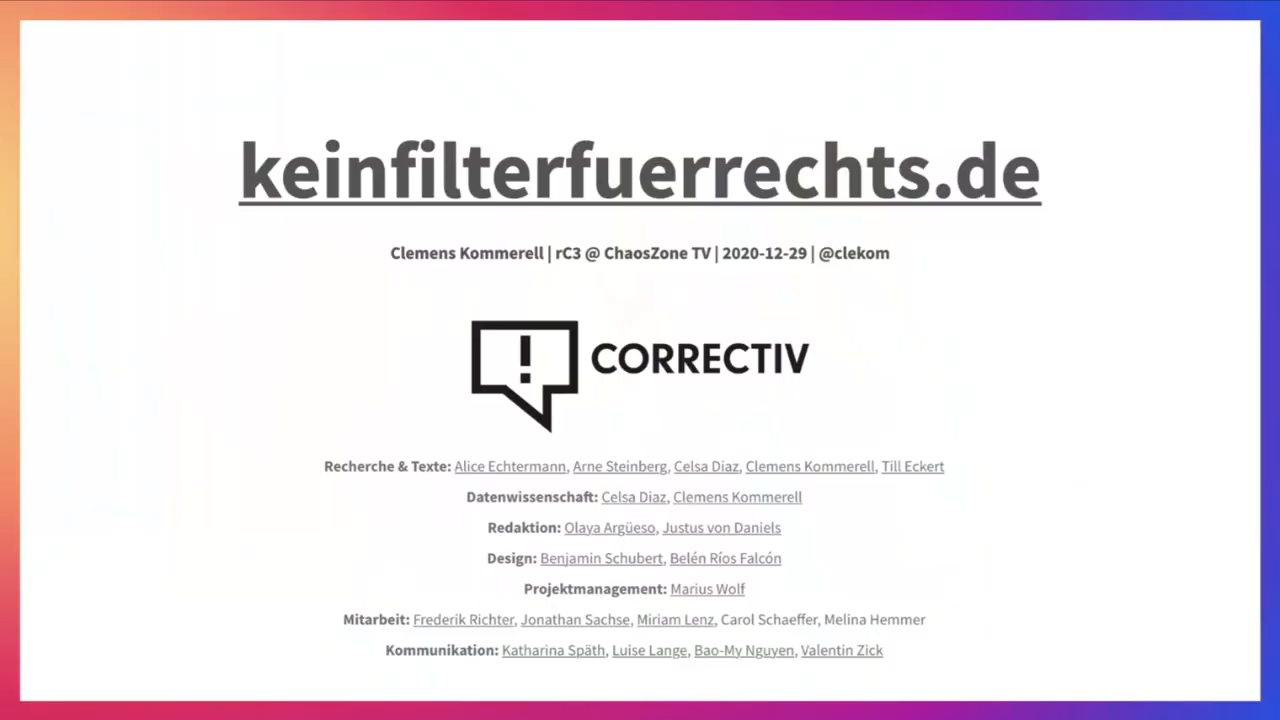 keinfilterfuerrechts.de
Clemens Kommerell | rC3 @ ChaosZone TV | 2020-12-29 | @clekom
! CORRECTIV
Recherche & Texte: Alice Echtermann, Arne Steinberg, Celsa Diaz, Clemens Kommerell, Till Eckert
Datenwissenschaft: Celsa Diaz, Clemens Kommerell
Redaktion: Olaya Argüeso, Justus von Daniels
Design: Benjamin Schubert, Belén Ríos Falcón
Projektmanagement: Marius Wolf
Mitarbeit: Frederik Richter, Jonathan Sachse, Miriam Lenz, Carol Schaeffer, Melina Hemmer
Kommunikation: Katharina Späth, Luise Lange, Bao-My Nguyen, Valentin Zick